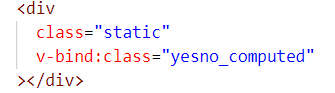 <div
  class="static"
  v-bind:class="yesno_computed"
></div>